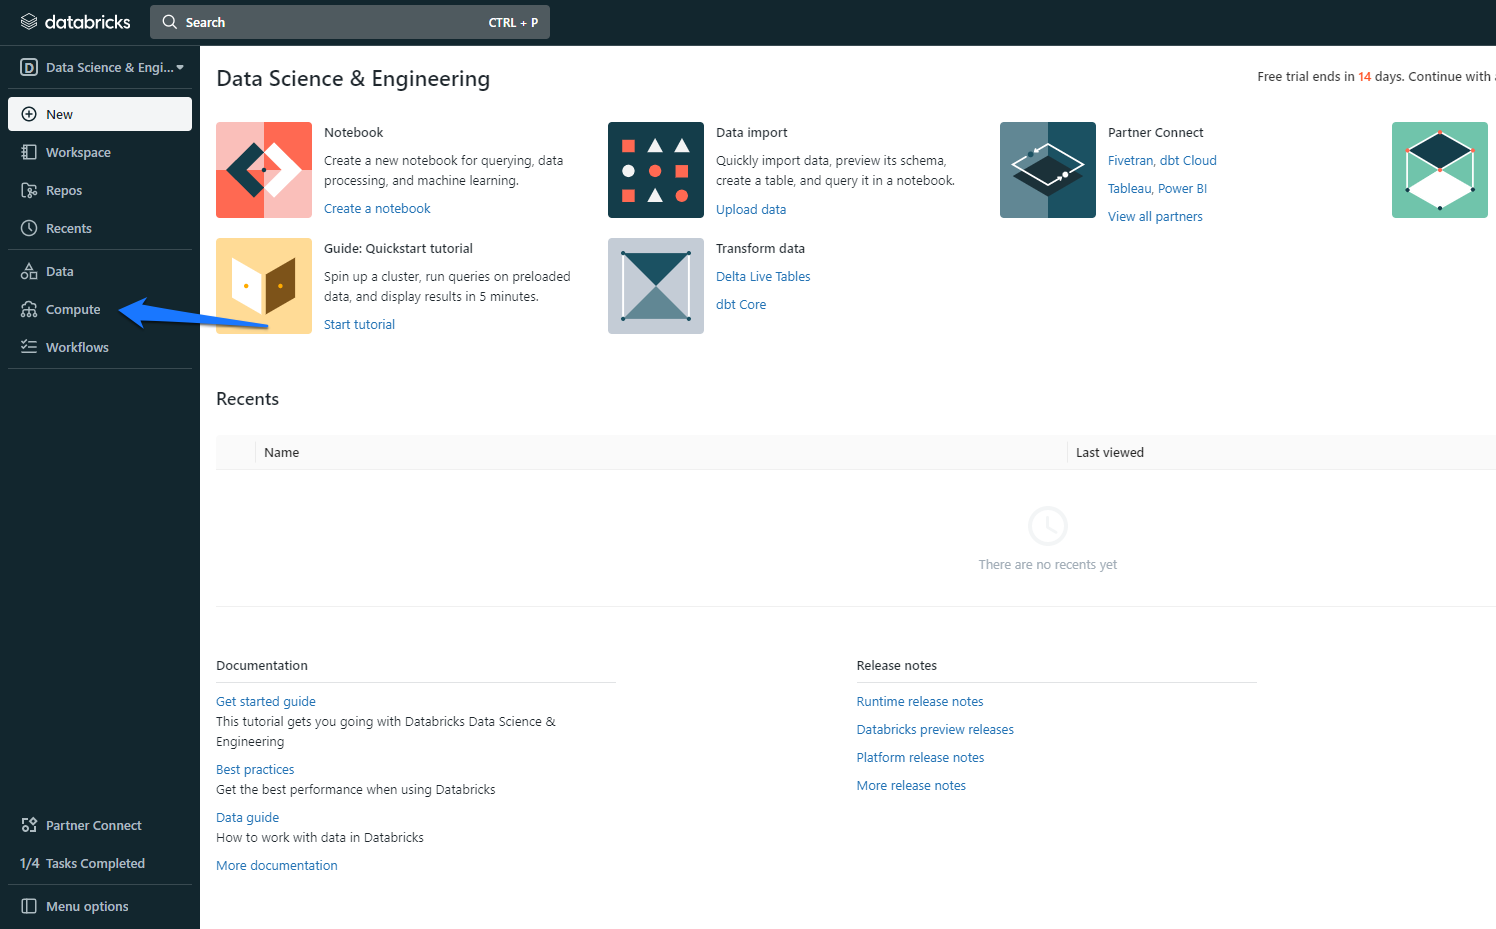 databricks
Search CTRL + P
Data Science & Engi...
New
Workspace
Repos
Recents
Data
Compute
Workflows
Partner Connect
1/4 Tasks Completed
Menu options
Data Science & Engineering
Free trial ends in 14 days. Continue with
Notebook
Create a new notebook for querying, data
processing, and machine learning.
Create a notebook
Data import
Quickly import data, preview its schema,
create a table, and query it in a notebook.
Upload data
Partner Connect
Fivetran, dbt Cloud
Tableau, Power BI
View all partners
Guide: Quickstart tutorial
Spin up a cluster, run queries on preloaded
data, and display results in 5 minutes.
Start tutorial
Transform data
Delta Live Tables
dbt Core
Recents
Name Last viewed
There are no recents yet
Documentation
Get started guide
This tutorial gets you going with Databricks Data Science &
Engineering
Best practices
Get the best performance when using Databricks
Data guide
How to work with data in Databricks
More documentation
Release notes
Runtime release notes
Databricks preview releases
Platform release notes
More release notes